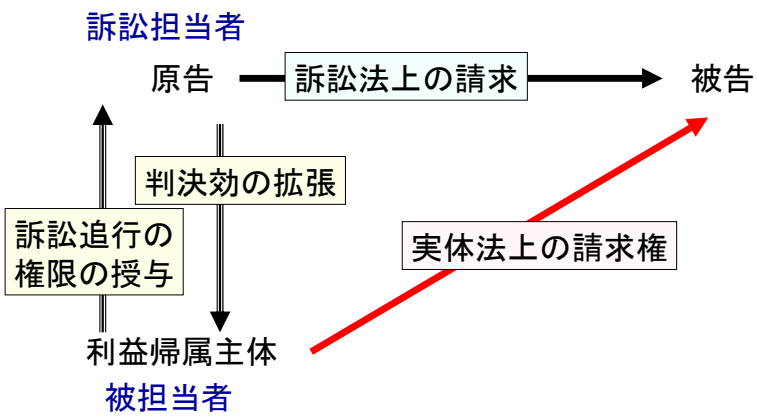 訴訟担当者
原告
訴訟法上の請求
被告
判決効の拡張
訴訟追行の
権限の授与
実体法上の請求権
利益帰属主体
被担当者